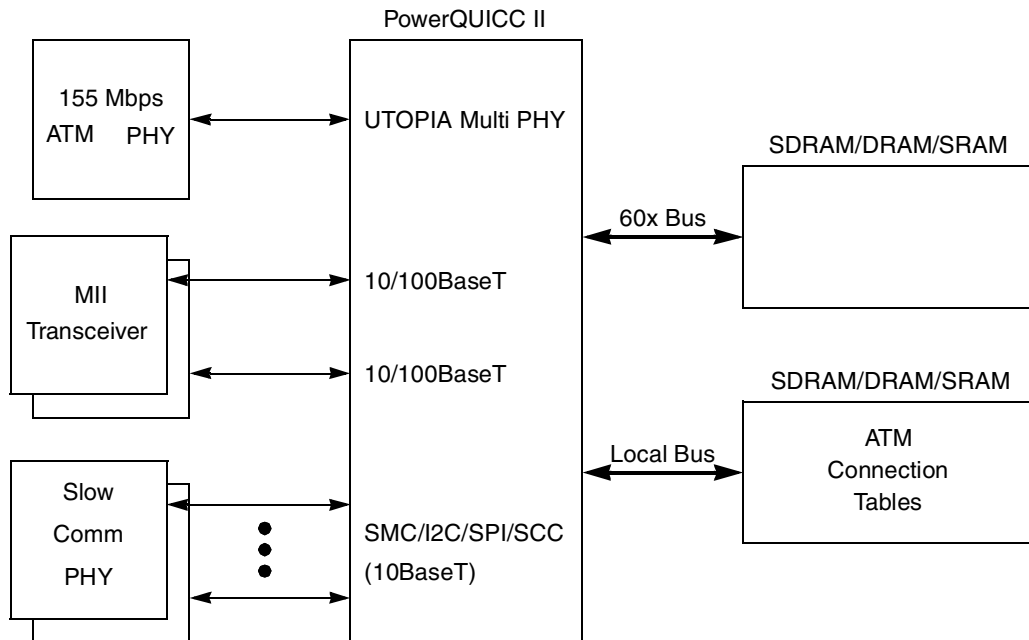 PowerQUICC II
155 Mbps
ATM PHY
UTOPIA Multi PHY
SDRAM/DRAM/SRAM
60x Bus
MII
Transceiver
10/100BaseT
10/100BaseT
SDRAM/DRAM/SRAM
ATM
Connection
Tables
Local Bus
Slow
Comm
PHY
SMC/I2C/SPI/SCC
(10BaseT)